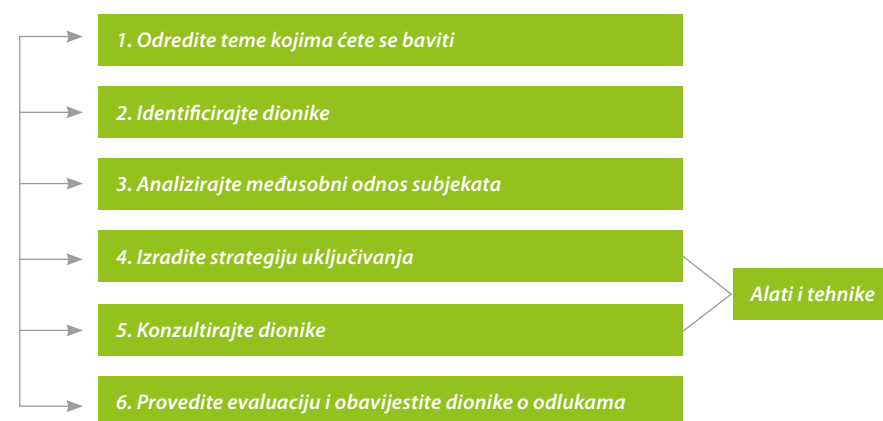 1. Odredite teme kojima ćete se baviti
2. Identificirajte dionike
3. Analizirajte međusobni odnos subjekata
4. Izradite strategiju uključivanja
Alati i tehnike
5. Konzultirajte dionike
6. Provedite evaluaciju i obavijestite dionike o odlukama